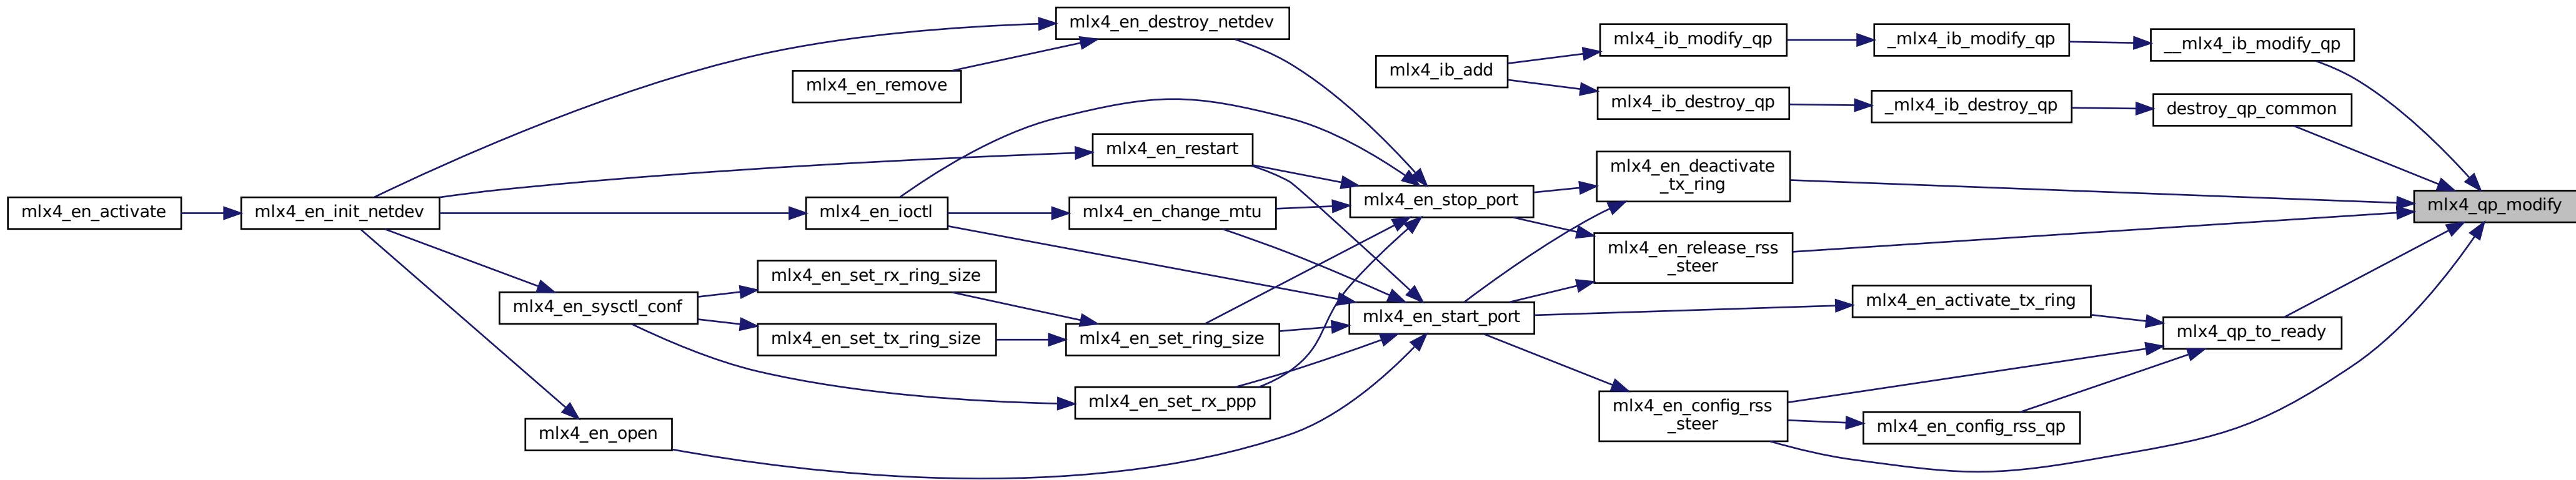 mlx4_en_destroy_netdev
mlx4_ib_modify_qp
_mlx4_ib_modify_qp
__mlx4_ib_modify_qp
mlx4_en_remove
mlx4_ib_add
mlx4_ib_destroy_qp
_mlx4_ib_destroy_qp
destroy_qp_common
mlx4_en_restart
mlx4_en_deactivate
_tx_ring
mlx4_en_activate
mlx4_en_init_netdev
mlx4_en_ioctl
mlx4_en_change_mtu
mlx4_en_stop_port
mlx4_qp_modify
mlx4_en_release_rss
_steer
mlx4_en_set_rx_ring_size
mlx4_en_sysctl_conf
mlx4_en_set_tx_ring_size
mlx4_en_set_ring_size
mlx4_en_start_port
mlx4_en_activate_tx_ring
mlx4_qp_to_ready
mlx4_en_set_rx_ppp
mlx4_en_config_rss
_steer
mlx4_en_config_rss_qp
mlx4_en_open